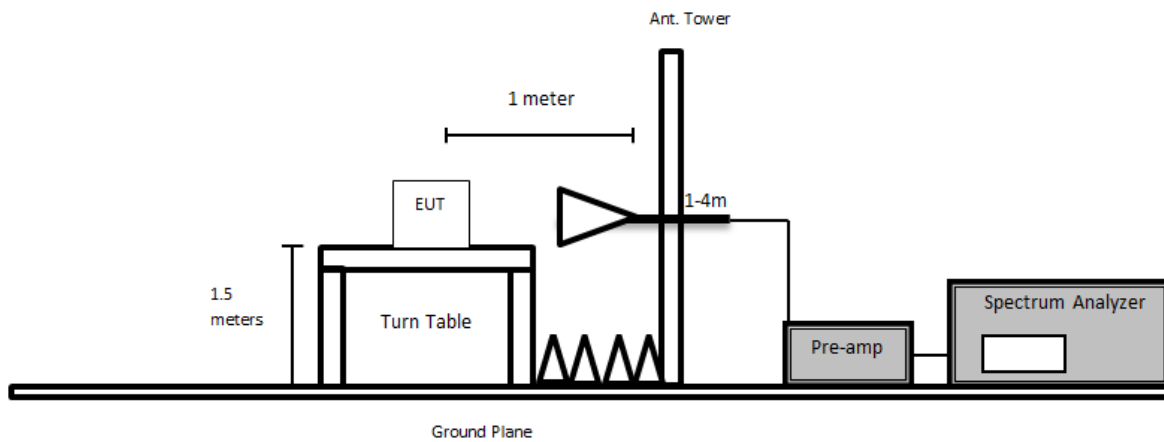 Ant. Tower
1 meter
EUT
1-4m
1.5
meters
Turn Table
Pre-amp
Spectrum Analyzer
Ground Plane